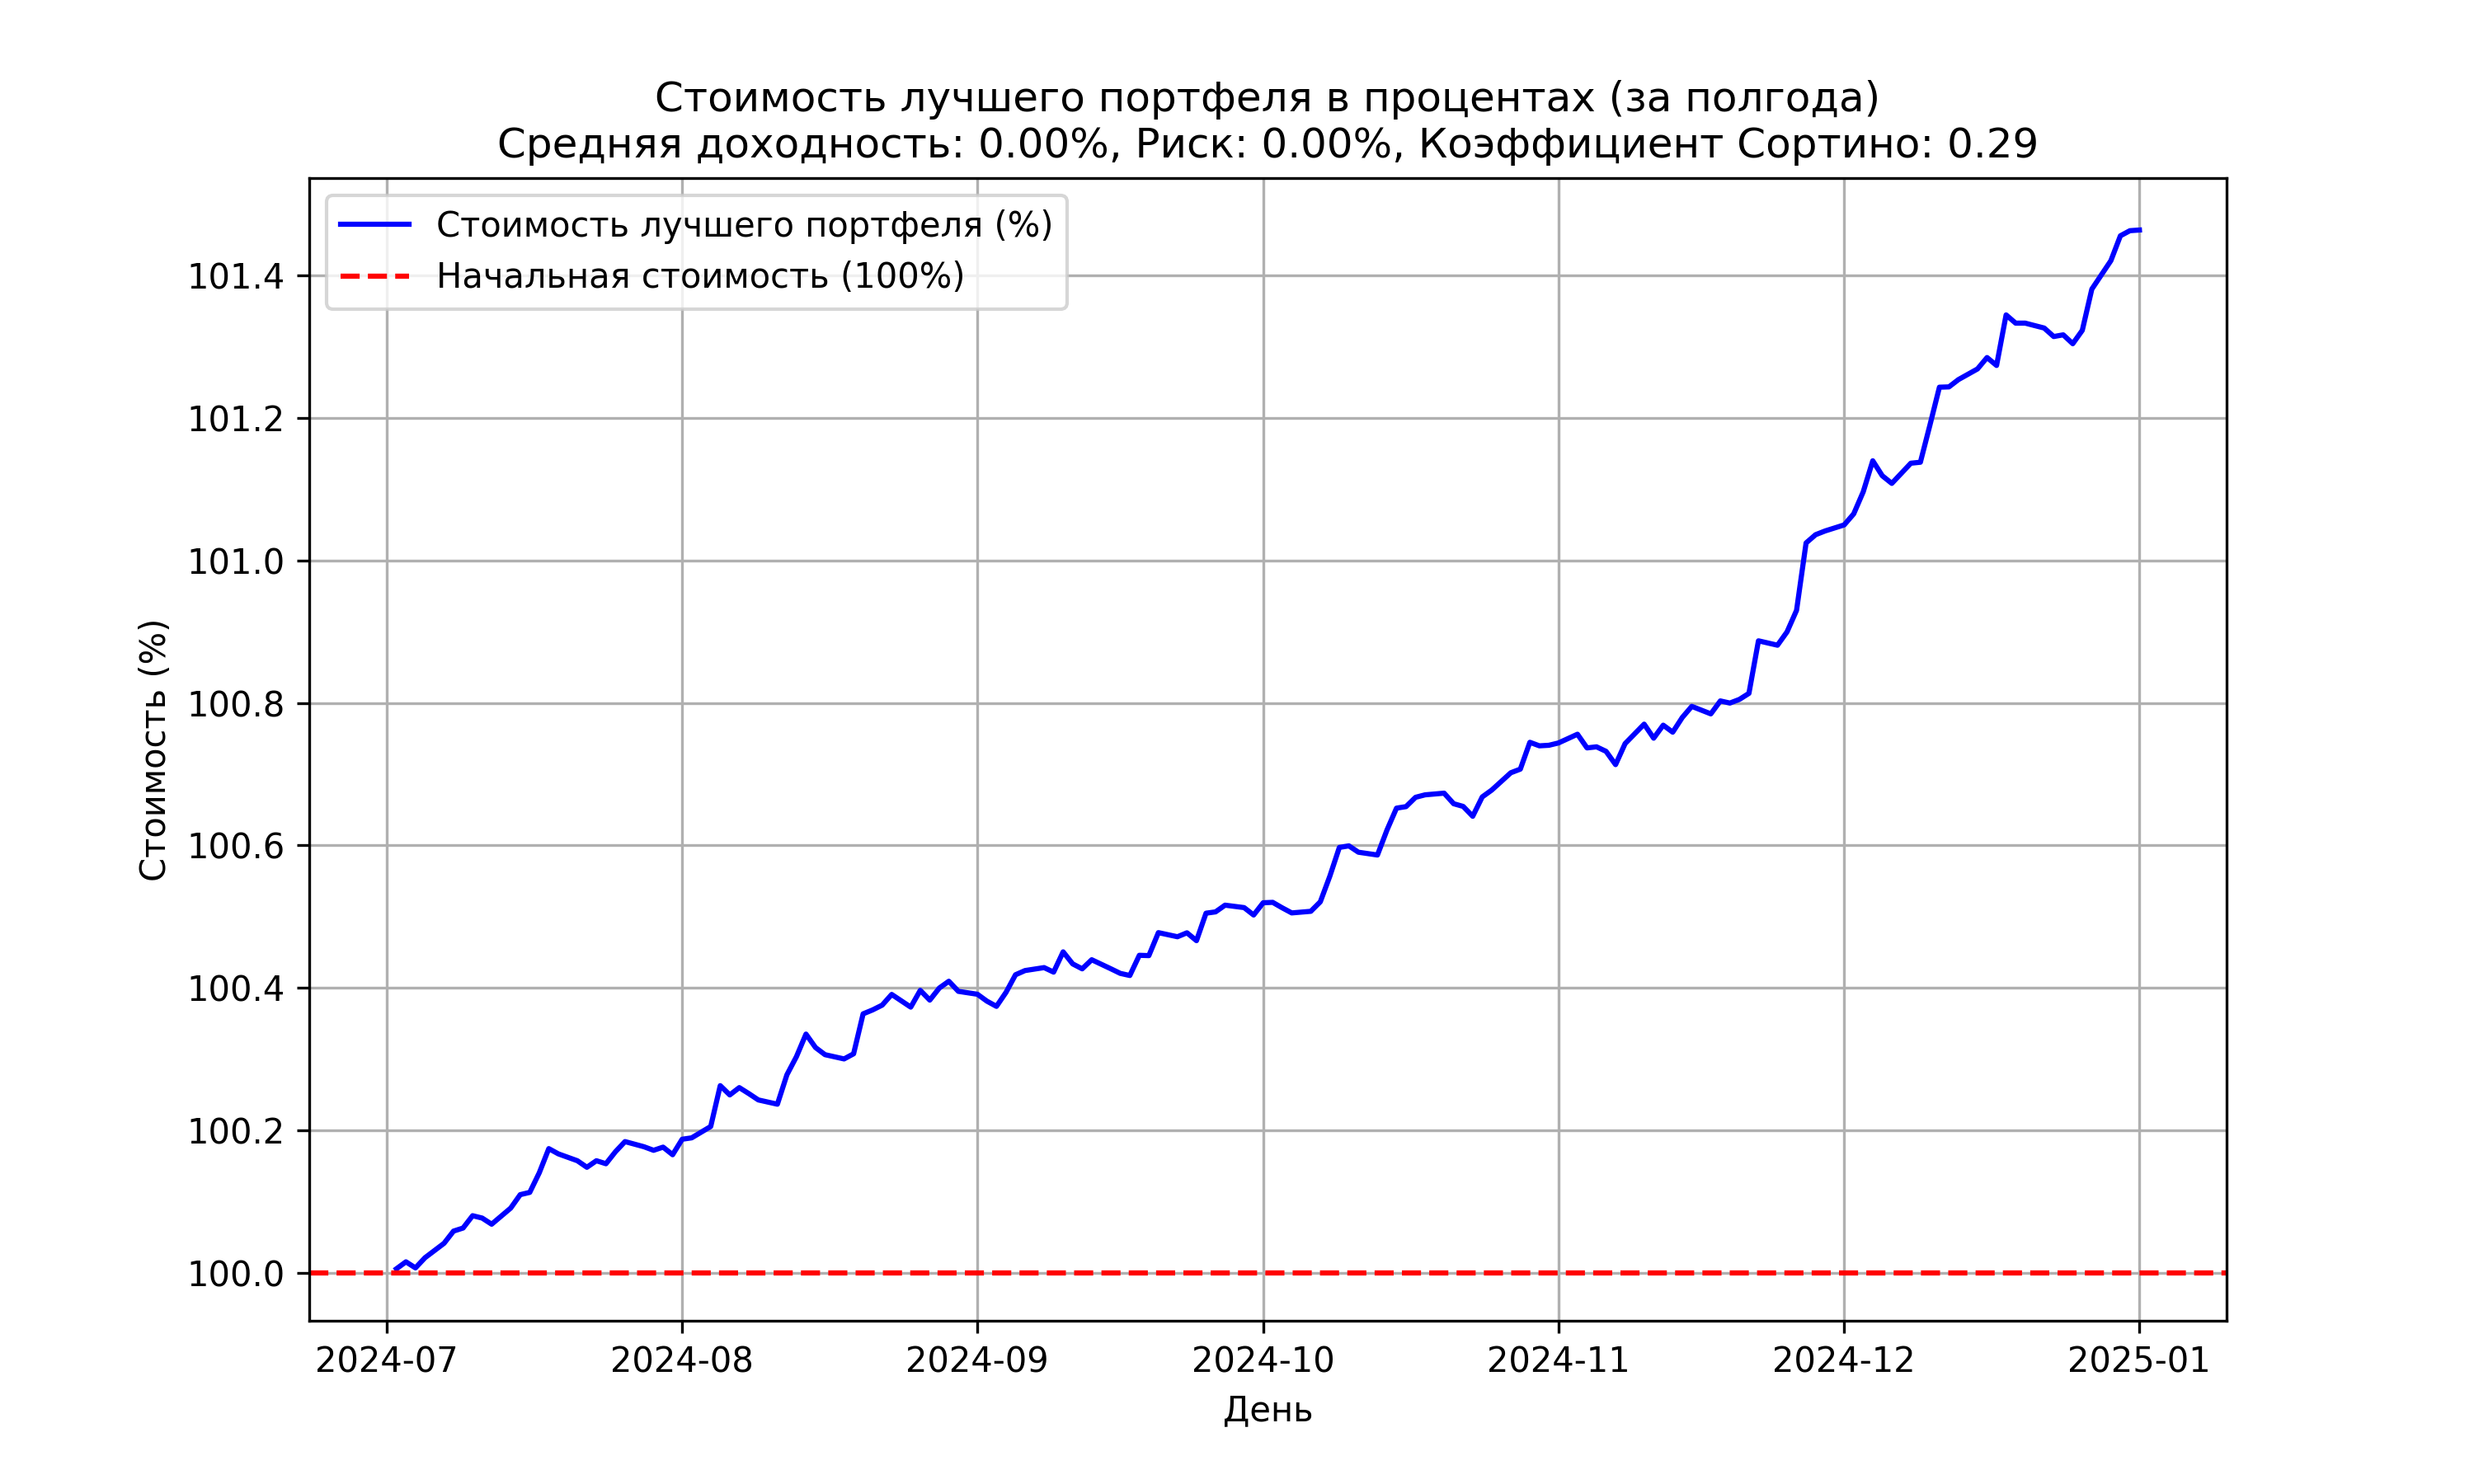 Стоимость лучшего портфеля в процентах (за полгода)
Средняя доходность: 0.00%, Риск: 0.00%, Коэффициент Сортино: 0.29
Стоимость лучшего портфеля (%)
Начальная стоимость (100%)
Стоимость (%)
101.4
101.2
101.0
100.8
100.6
100.4
100.2
100.0
2024-07
2024-08
2024-09
2024-10
2024-11
2024-12
2025-01
День